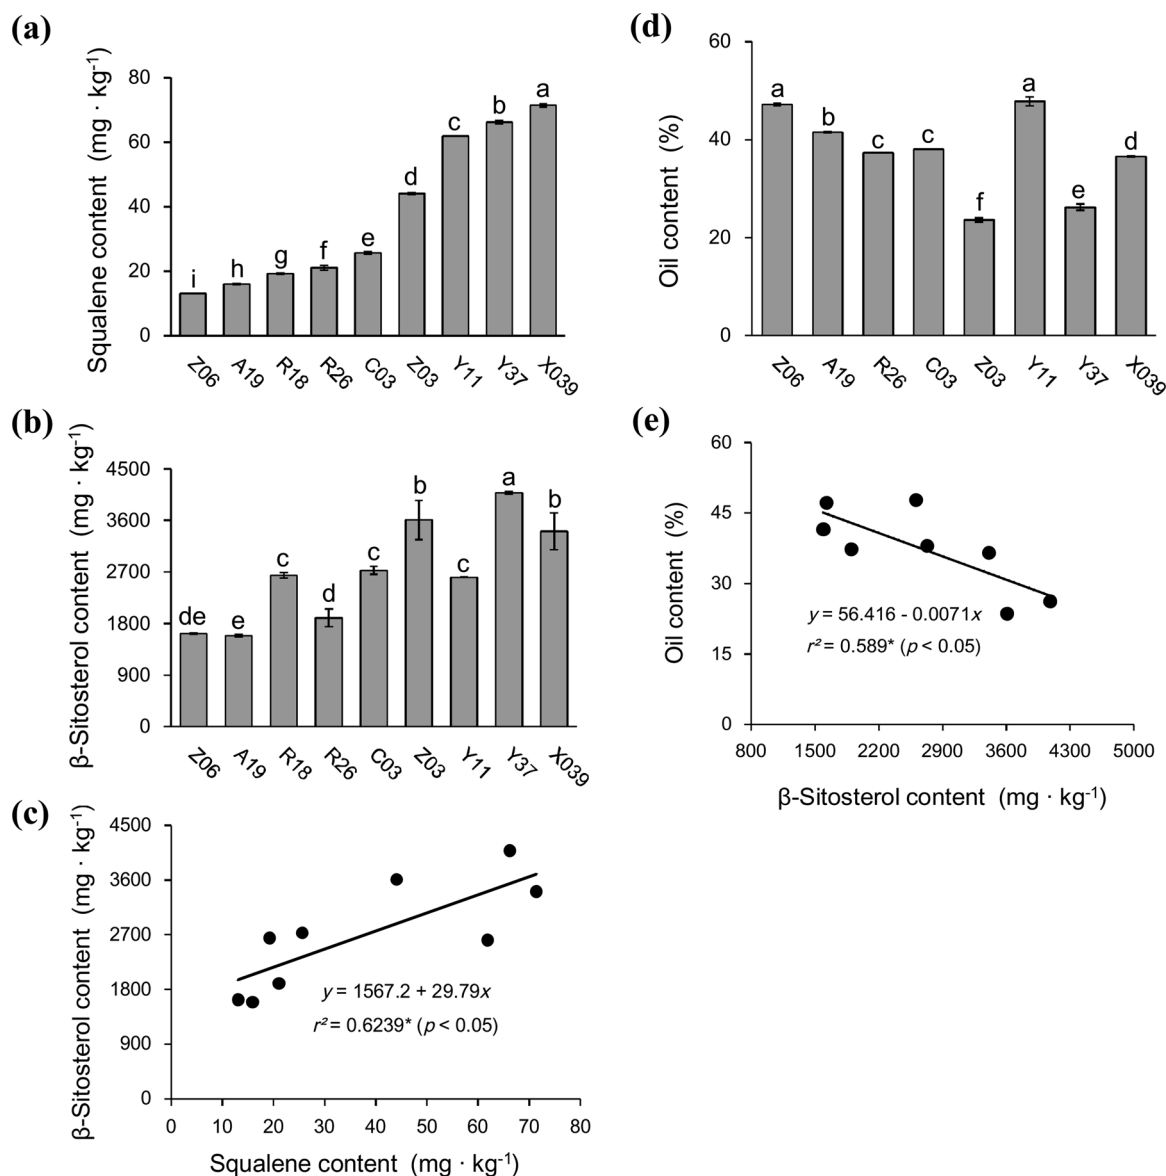 (a)
Squalene content (mg · kg⁻¹)
80
60
40
20
0
i
h
g
f
e
d
c
b
a
Z06
A19
R18
R26
C03
Z03
Y11
Y37
X039
(b)
β-Sitosterol content (mg · kg⁻¹)
4500
3600
2700
1800
900
0
de
e
c
d
c
b
c
a
b
Z06
A19
R18
R26
C03
Z03
Y11
Y37
X039
(c)
β-Sitosterol content (mg · kg⁻¹)
4500
3600
2700
1800
900
0
y = 1567.2 + 29.79x
r² = 0.6239* (p < 0.05)
0 10 20 30 40 50 60 70 80
Squalene content (mg · kg⁻¹)
(d)
Oil content (%)
60
40
20
0
a
b
c
c
f
a
e
d
Z06
A19
R26
C03
Z03
Y11
Y37
X039
(e)
Oil content (%)
60
45
30
15
0
y = 56.416 - 0.0071x
r² = 0.589* (p < 0.05)
800 1500 2200 2900 3600 4300 5000
β-Sitosterol content (mg · kg⁻¹)